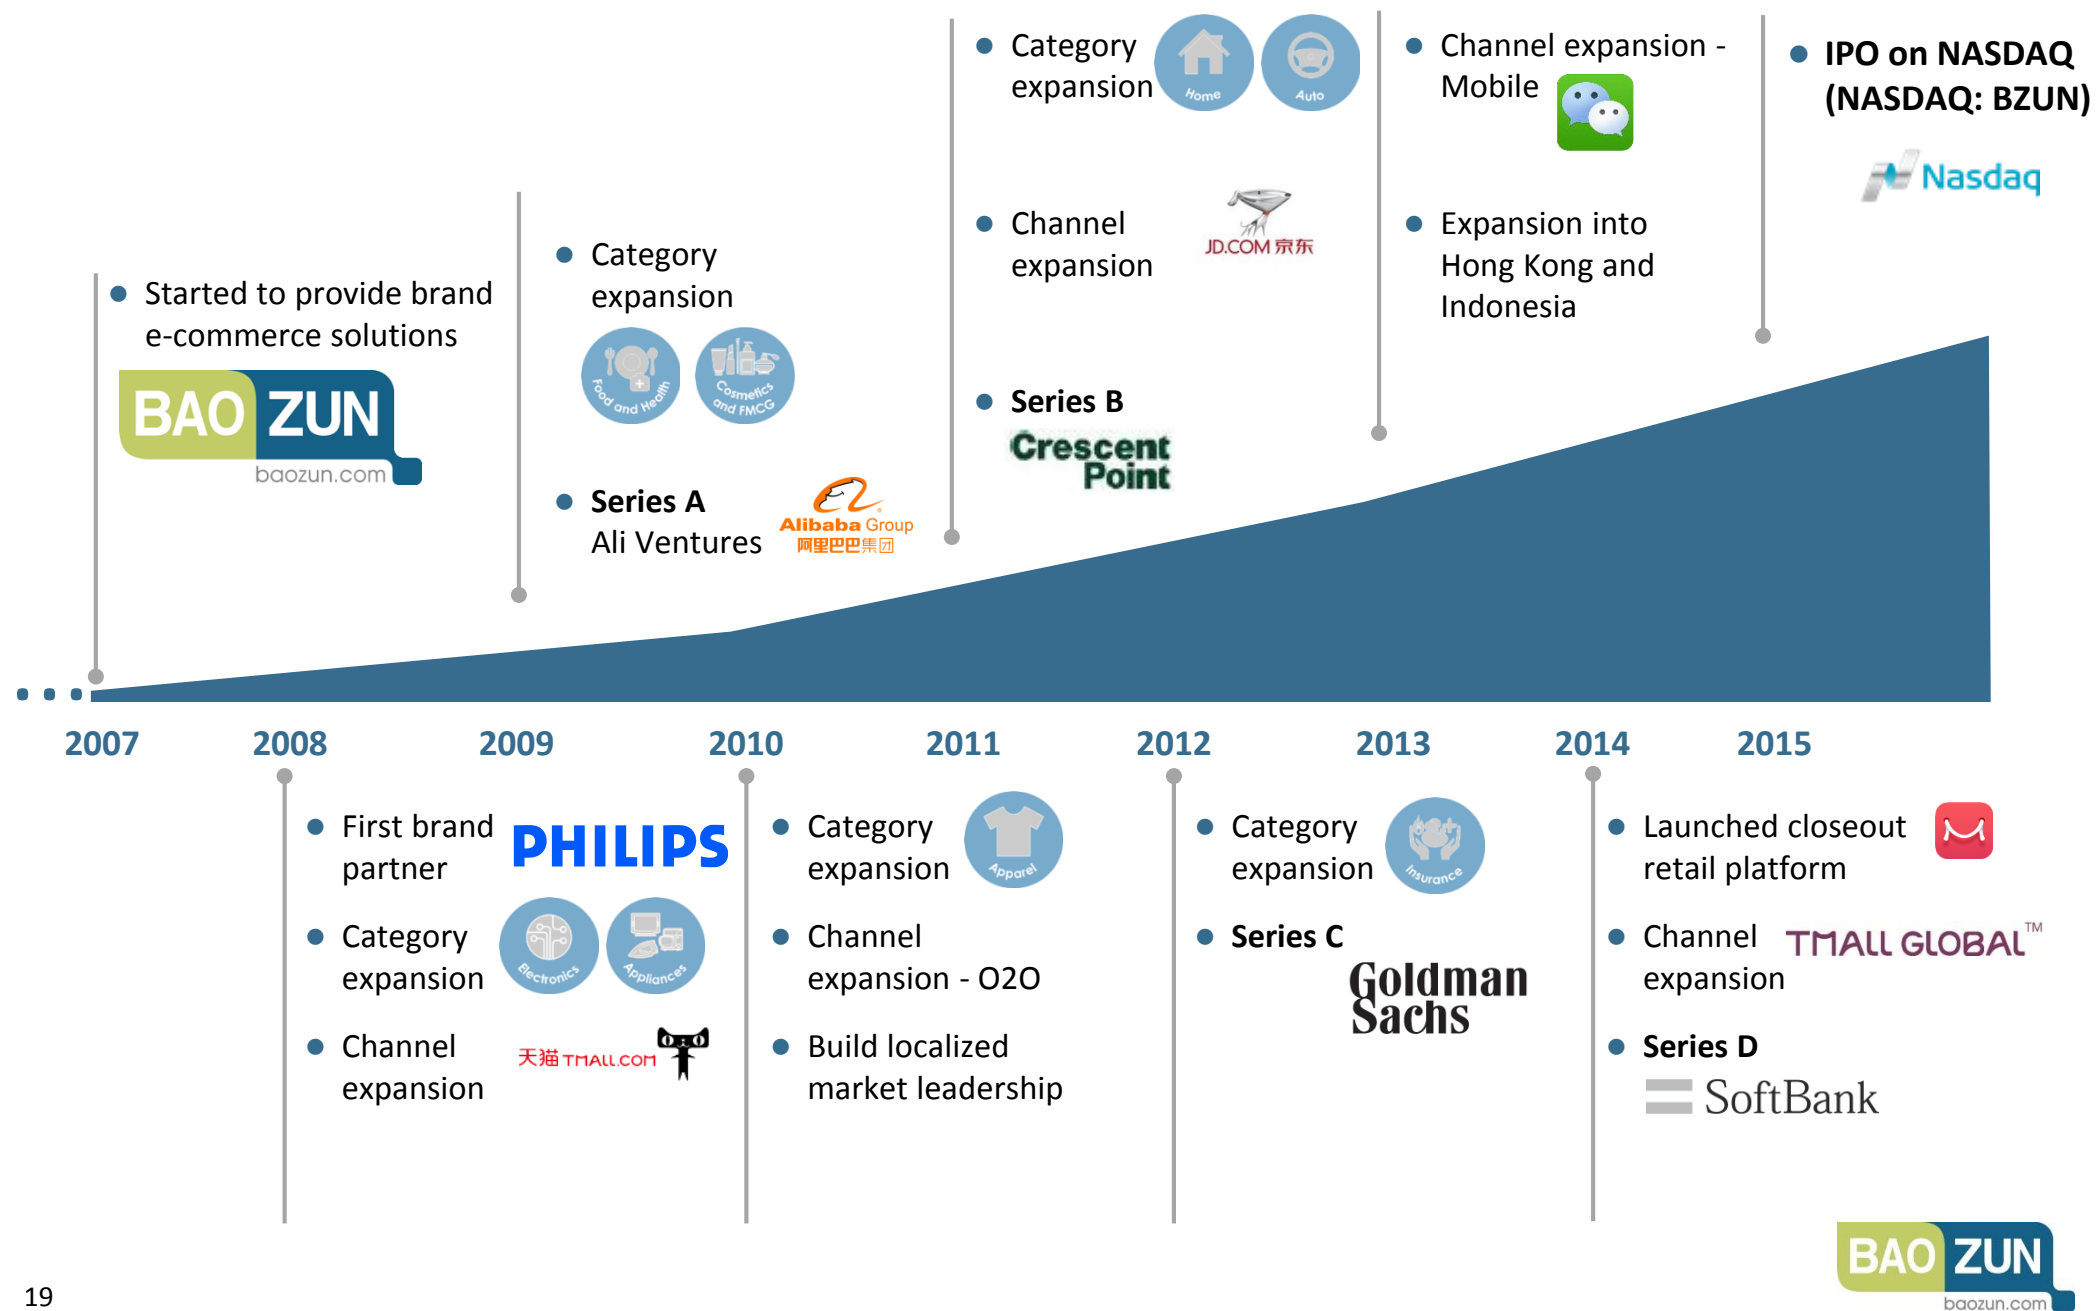 Started to provide brand
e-commerce solutions
BAO ZUN
baozun.com
Category
expansion
Food and Health
Cosmetics
and FMCG
Series A
Ali Ventures
Alibaba Group
阿里巴巴集团
Category
expansion
Home
Auto
Channel
expansion
JD.COM 京东
Series B
Crescent
Point
Channel expansion -
Mobile
Expansion into
Hong Kong and
Indonesia
IPO on NASDAQ
(NASDAQ: BZUN)
Nasdaq
2007 2008 2009 2010 2011 2012 2013 2014 2015
First brand
partner
PHILIPS
Category
expansion
Electronics
Appliances
Channel
expansion
天猫 TMALL.COM
Category
expansion
Apparel
Channel
expansion - O2O
Build localized
market leadership
Category
expansion
Insurance
Series C
Goldman
Sachs
Launched closeout
retail platform
Channel
expansion
TMALL GLOBAL™
Series D
SoftBank
19
BAO ZUN
baozun.com